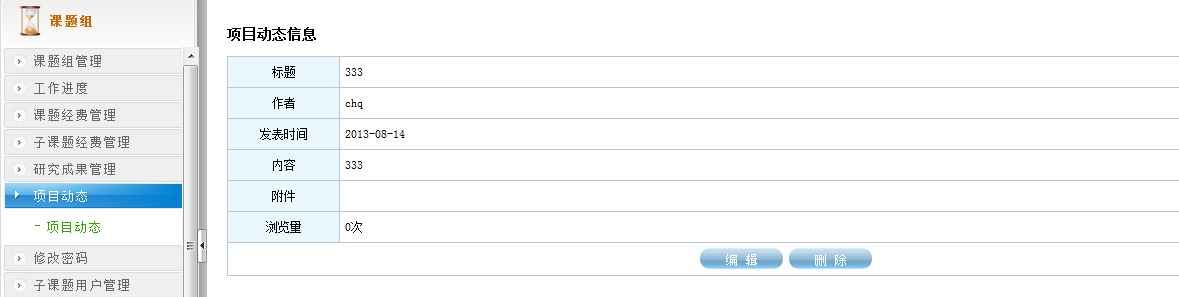 课题组
课题组管理
工作进度
课题经费管理
子课题经费管理
研究成果管理
项目动态
- 项目动态
修改密码
子课题用户管理
项目动态信息
标题 333
作者 chq
发表时间 2013-08-14
内容 333
附件
浏览量 0次
编 辑 删 除